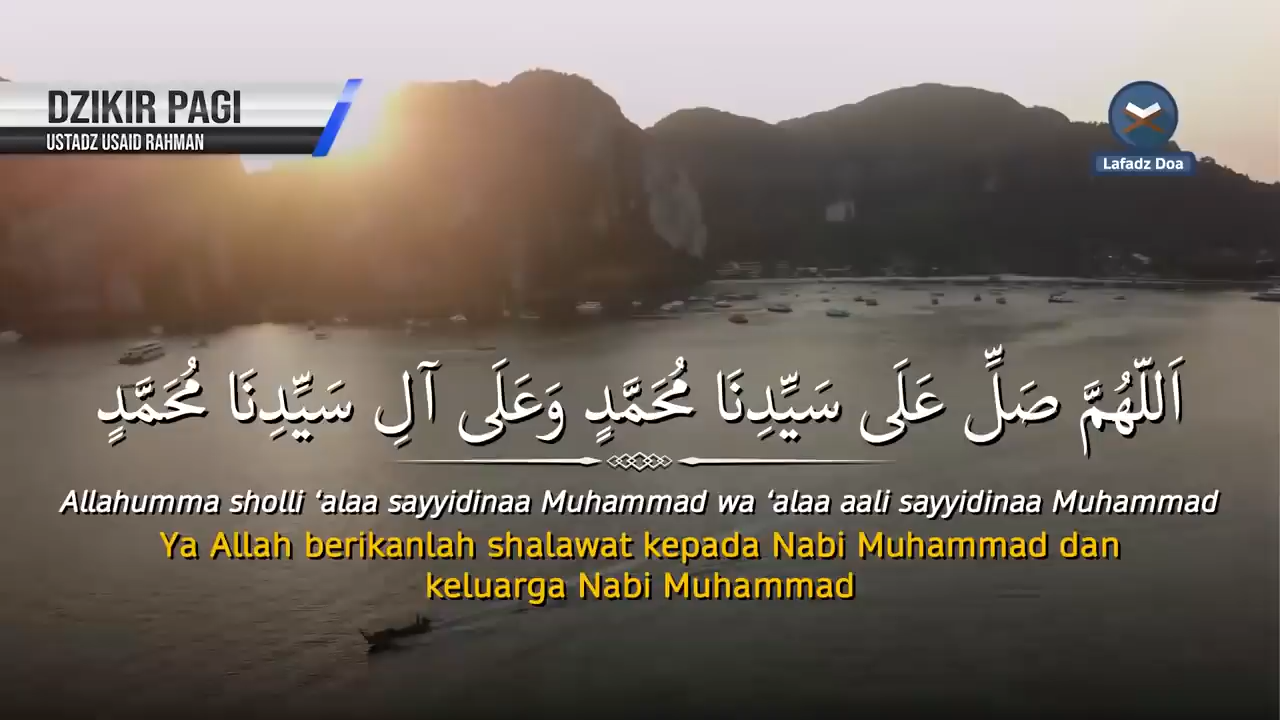 DZIKIR PAGI
USTADZ USAID RAHMAN
Lafadz Doa
اَللّٰهُمَّ صَلِّ عَلَى سَيِّدِنَا مُحَمَّدٍ وَعَلَى آلِ سَيِّدِنَا مُحَمَّدٍ
Allahumma sholli ‘alaa sayyidinaa Muhammad wa ‘alaa aali sayyidinaa Muhammad
Ya Allah berikanlah shalawat kepada Nabi Muhammad dan
keluarga Nabi Muhammad